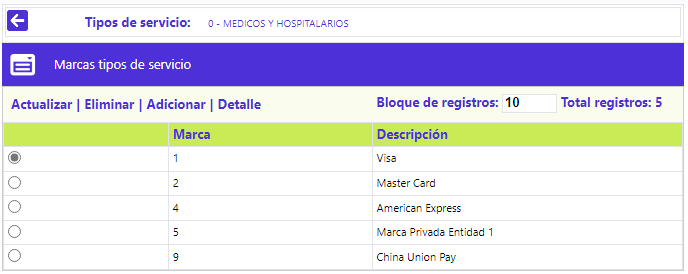 Tipos de servicio: 0 - MEDICOS Y HOSPITALARIOS
Marcas tipos de servicio
Actualizar | Eliminar | Adicionar | Detalle Bloque de registros: 10 Total registros: 5
Marca Descripción
1 Visa
2 Master Card
4 American Express
5 Marca Privada Entidad 1
9 China Union Pay